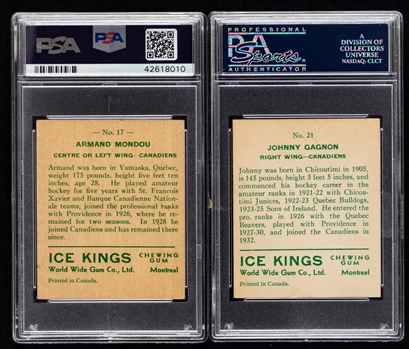 PSA
PSA
42618010
— No. 17 —
ARMAND MONDOU
CENTRE OR LEFT WING—CANADIENS
Armand was born in Yamaska, Quebec,
weight 175 pounds, height five feet ten
inches, age 28. He played amateur
hockey for five years with St. Francois
Xavier and Banque Canadienne Nation-
ale teams, joined the professional ranks
with Providence in 1926, where he re-
mained for two seasons. In 1928 he
joined Canadiens and has remained there
since.
ICE KINGS CHEWING GUM
World Wide Gum Co., Ltd. Montreal
Printed in Canada.
PROFESSIONAL
PSA
Sports
AUTHENTICATOR
A
DIVISION OF
COLLECTORS
UNIVERSE
NASDAQ: CLCT
No. 21
JOHNNY GAGNON
RIGHT WING—CANADIENS
Johnny was born in Chicoutimi in 1905,
is 145 pounds, height 5 feet 5 inches, and
commenced his hockey career in the
amateur ranks in 1921-22 with Chicou-
timi Juniors, 1922-23 Quebec Bulldogs,
1923-25 Sons of Ireland. He entered the
pro. ranks in 1926 with the Quebec
Beavers, played with Providence in
1927-30, and joined the Canadiens in
1932.
ICE KINGS CHEWING GUM
World Wide Gum Co., Ltd. Montreal
Printed in Canada.